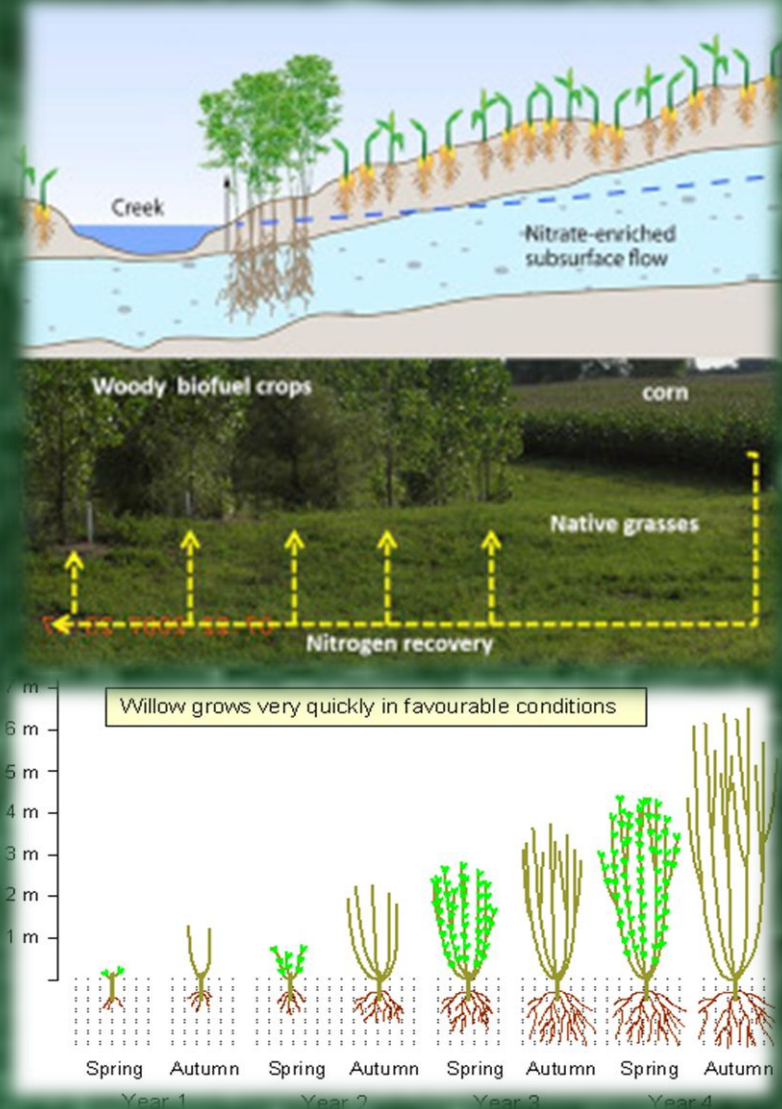 Creek
-Nitrate-enriched
subsurface flow
Woody biofuel crops
corn
Native grasses
Nitrogen recovery
7 m
Willow grows very quickly in favourable conditions
6 m
5 m
4 m
3 m
2 m
1 m
Spring Autumn Spring Autumn Spring Autumn Spring Autumn
Year 1 Year 2 Year 3 Year 4